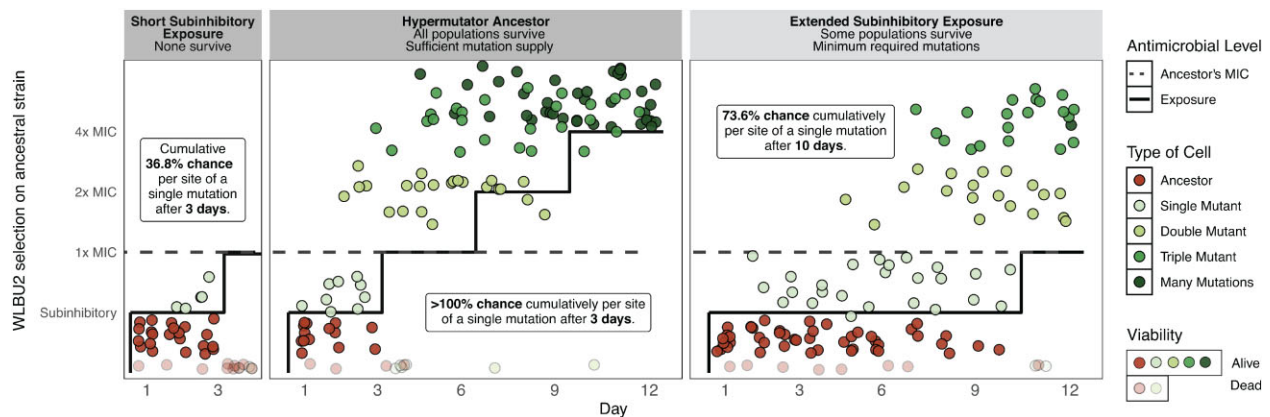 Short Subinhibitory
Exposure
None survive
Hypermutator Ancestor
All populations survive
Sufficient mutation supply
Extended Subinhibitory Exposure
Some populations survive
Minimum required mutations
WLBU2 selection on ancestral strain
4x MIC
2x MIC
1x MIC
Subinhibitory
Cumulative
36.8% chance
per site of a
single mutation
after 3 days.
>100% chance cumulatively per site
of a single mutation after 3 days.
73.6% chance cumulatively
per site of a single mutation
after 10 days.
1 3
1 3 6 9 12
1 3 6 9 12
Day
Antimicrobial Level
Ancestor's MIC
Exposure
Type of Cell
Ancestor
Single Mutant
Double Mutant
Triple Mutant
Many Mutations
Viability
Alive
Dead